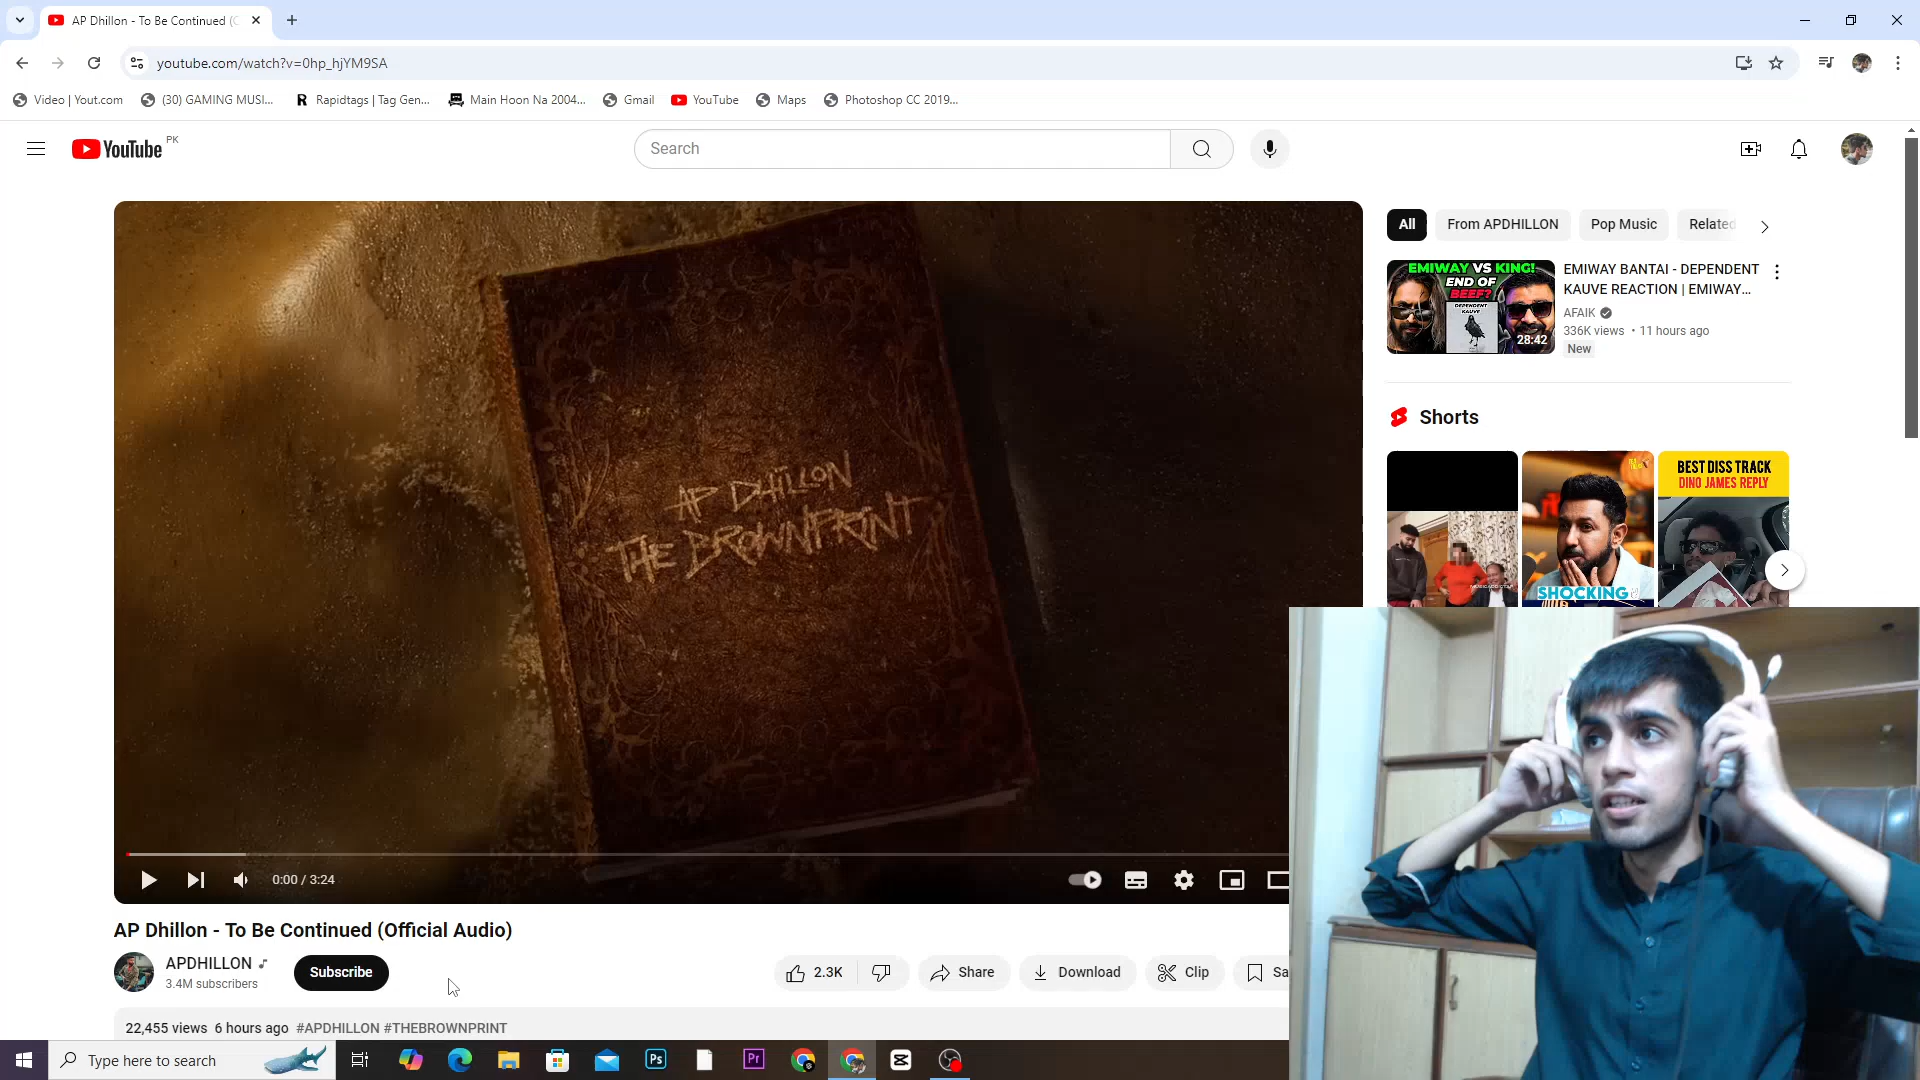 AP Dhillon - To Be Continued (
youtube.com/watch?v=0hp_hjYM9SA
Video | Yout.com
(30) GAMING MUSI...
R Rapidtags | Tag Gen...
Main Hoon Na 2004...
Gmail
YouTube
Maps
Photoshop CC 2019...
YouTube PK
Search
AP DHILLON
THE BROWNPRINT
0:00 / 3:24
AP Dhillon - To Be Continued (Official Audio)
APDHILLON
3.4M subscribers
Subscribe
2.3K
Share
Download
Clip
Sa
22,455 views 6 hours ago #APDHILLON #THEBROWNPRINT
All
From APDHILLON
Pop Music
Related
EMIWAY VS KING!
END OF
BEEF?
DEPENDENT
KAUVE
28:42
EMIWAY BANTAI - DEPENDENT
KAUVE REACTION | EMIWAY...
AFAIK
336K views • 11 hours ago
New
Shorts
SHOCKING
BEST DISS TRACK
DINO JAMES REPLY
Type here to search
Ps
Pr